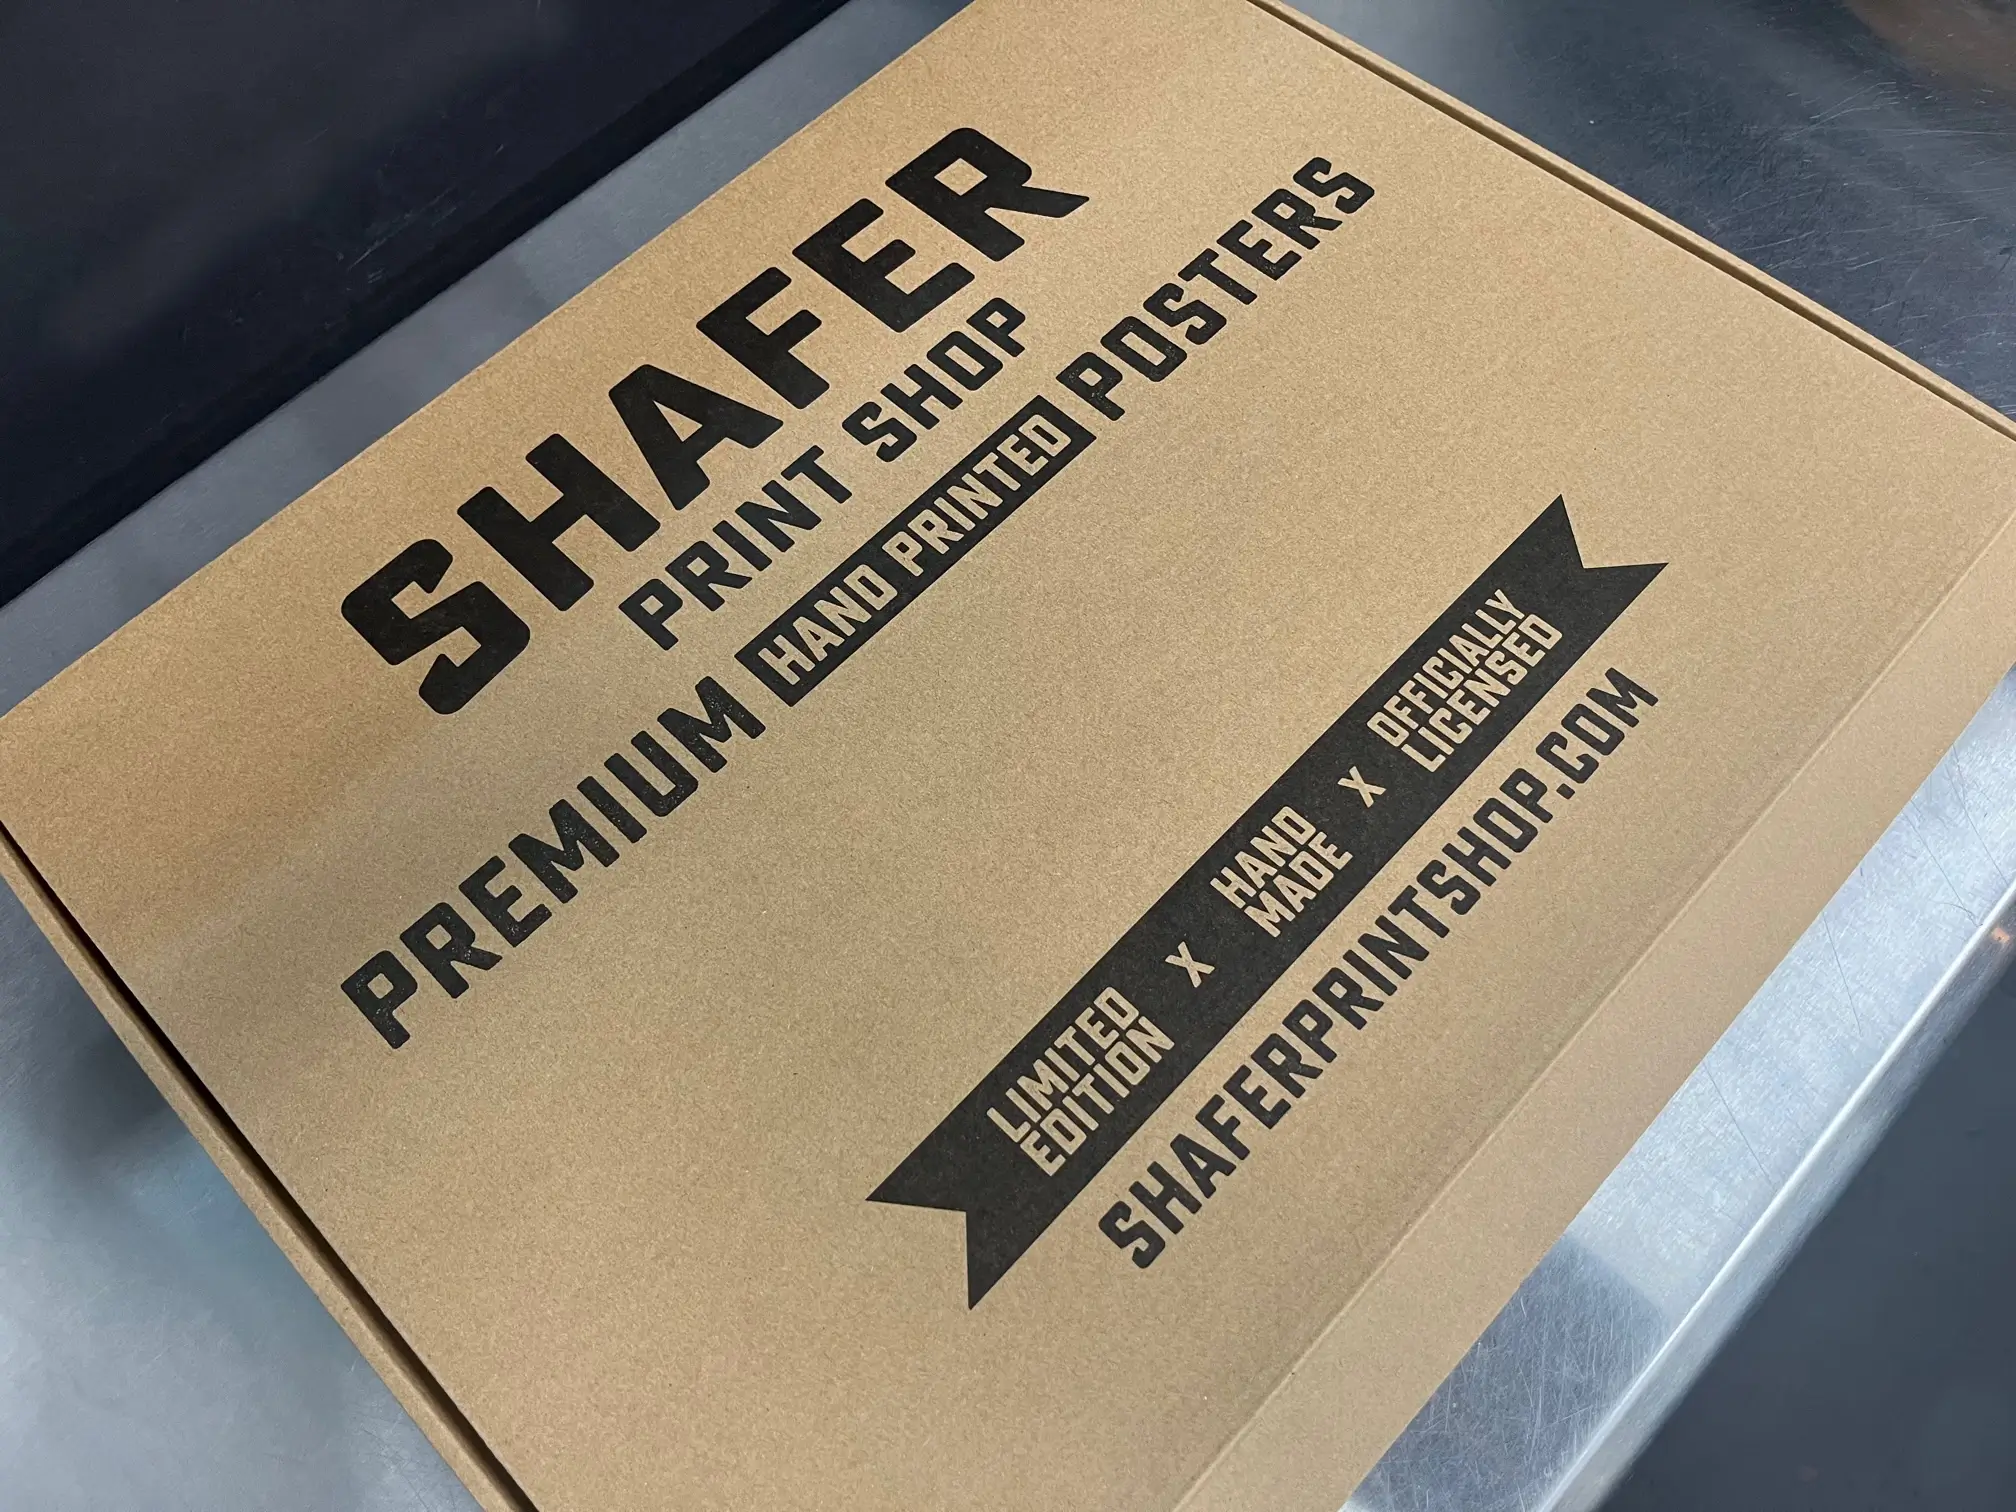 SHAFER
PRINT SHOP
PREMIUM HAND PRINTED POSTERS
LIMITED EDITION X HAND MADE X OFFICIALLY LICENSED
SHAFERPRINTSHOP.COM